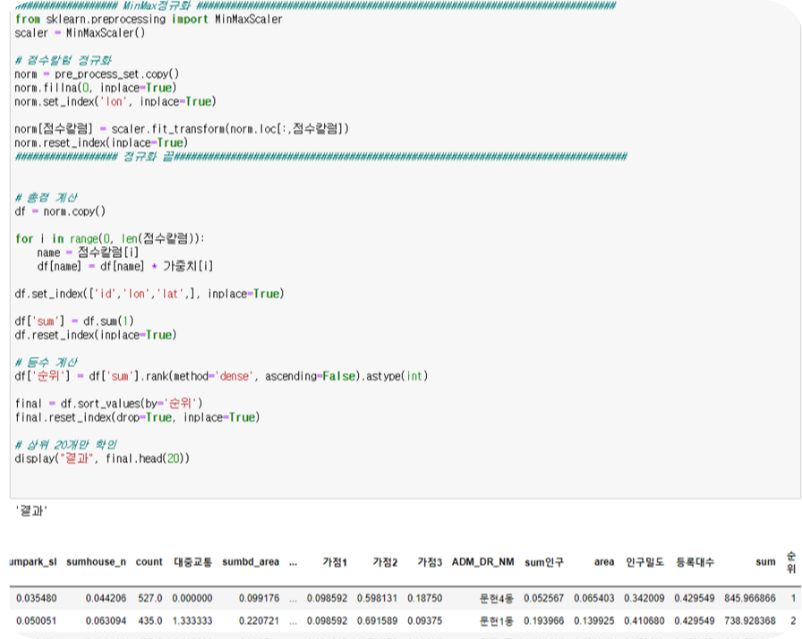 ################## MinMax정규화 ##########################################################################
from sklearn.preprocessing import MinMaxScaler
scaler = MinMaxScaler()
# 점수칼럼 정규화
norm = pre_process_set.copy()
norm.fillna(0, inplace=True)
norm.set_index('lon', inplace=True)
norm[점수칼럼] = scaler.fit_transform(norm.loc[:,점수칼럼])
norm.reset_index(inplace=True)
################## 정규화 끝################################################################################
# 총점 계산
df = norm.copy()
for i in range(0, len(점수칼럼)):
name = 점수칼럼[i]
df[name] = df[name] * 가중치[i]
df.set_index(['id','lon','lat',], inplace=True)
df['sum'] = df.sum(1)
df.reset_index(inplace=True)
# 등수 계산
df['순위'] = df['sum'].rank(method='dense', ascending=False).astype(int)
final = df.sort_values(by='순위')
final.reset_index(drop=True, inplace=True)
# 상위 20개만 확인
display("결과", final.head(20))
'결과'
umpark_sl sumhouse_n count 대중교통 sumbd_area ... 가점1 가점2 가점3 ADM_DR_NM sum인구 area 인구밀도 등록대수 sum 순위
0.035480 0.044206 527.0 0.000000 0.099176 ... 0.098592 0.598131 0.18750 문현4동 0.052567 0.065403 0.342009 0.429549 845.966866 1
0.050051 0.063094 435.0 1.333333 0.220721 ... 0.098592 0.691589 0.09375 문현1동 0.193966 0.139925 0.410680 0.429549 738.928368 2